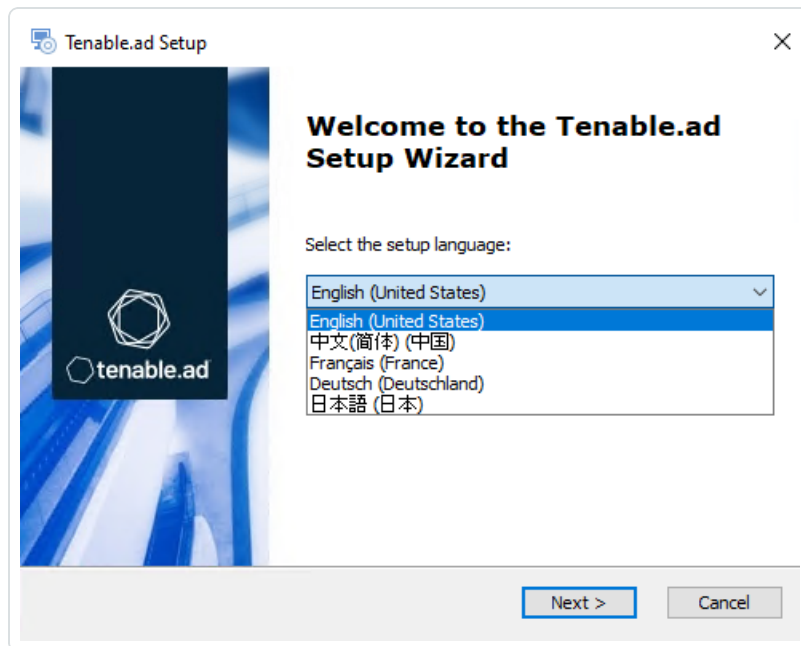 Tenable.ad Setup
Welcome to the Tenable.ad
Setup Wizard
Select the setup language:
English (United States)
English (United States)
中文(简体) (中国)
Français (France)
Deutsch (Deutschland)
日本語 (日本)
tenable.ad
Next >
Cancel